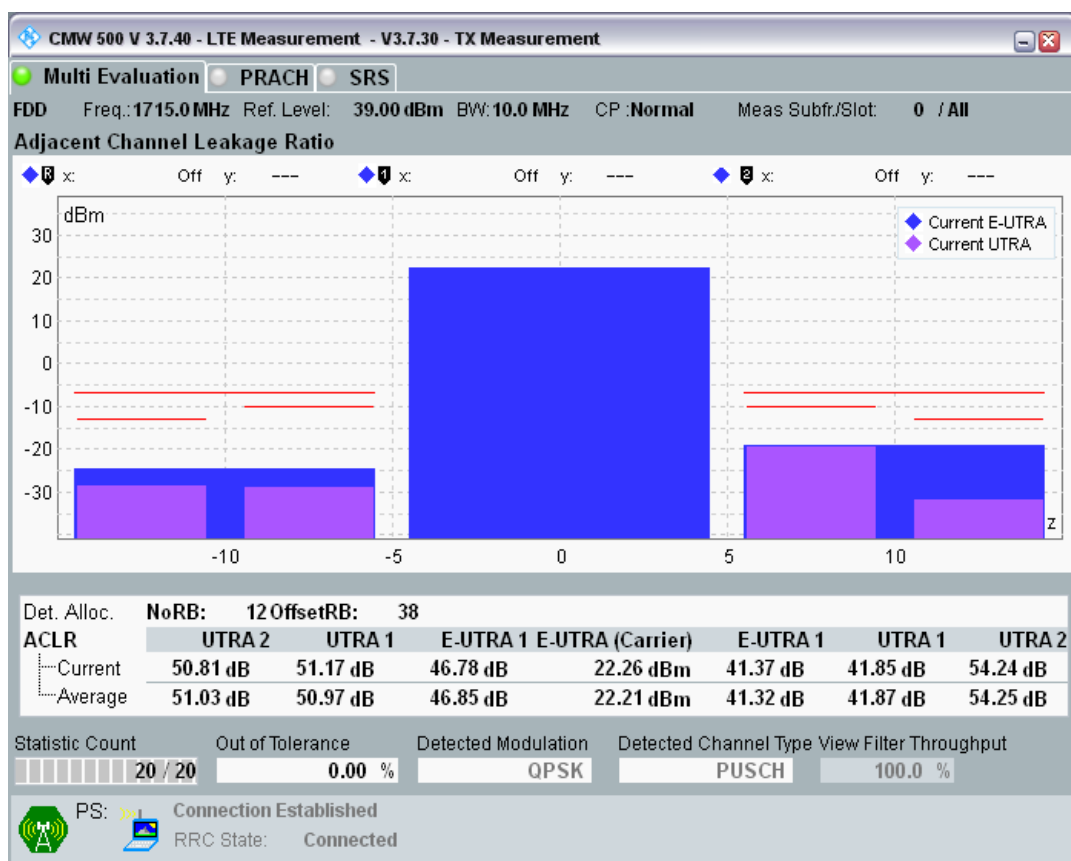 CMW 500 V 3.7.40 - LTE Measurement - V3.7.30 - TX Measurement
Multi Evaluation PRACH SRS
FDD Freq.: 1715.0 MHz Ref. Level: 39.00 dBm BW: 10.0 MHz CP :Normal Meas Subfr./Slot: 0 / All
Adjacent Channel Leakage Ratio
R x: Off y: --- 1 x: Off y: --- 2 x: Off y: ---
dBm
Current E-UTRA
Current UTRA
30
20
10
0
-10
-20
-30
z
-10 -5 0 5 10
Det. Alloc. NoRB: 12 OffsetRB: 38
ACLR UTRA 2 UTRA 1 E-UTRA 1 E-UTRA (Carrier) E-UTRA 1 UTRA 1 UTRA 2
Current 50.81 dB 51.17 dB 46.78 dB 22.26 dBm 41.37 dB 41.85 dB 54.24 dB
Average 51.03 dB 50.97 dB 46.85 dB 22.21 dBm 41.32 dB 41.87 dB 54.25 dB
Statistic Count Out of Tolerance Detected Modulation Detected Channel Type View Filter Throughput
20 / 20 0.00 % QPSK PUSCH 100.0 %
PS: Connection Established
RRC State: Connected